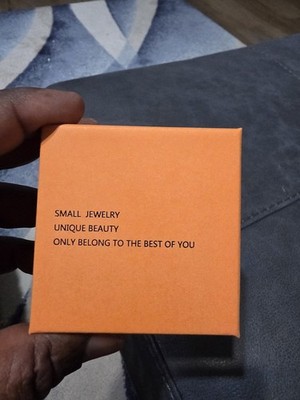 SMALL JEWELRY
UNIQUE BEAUTY
ONLY BELONG TO THE BEST OF YOU